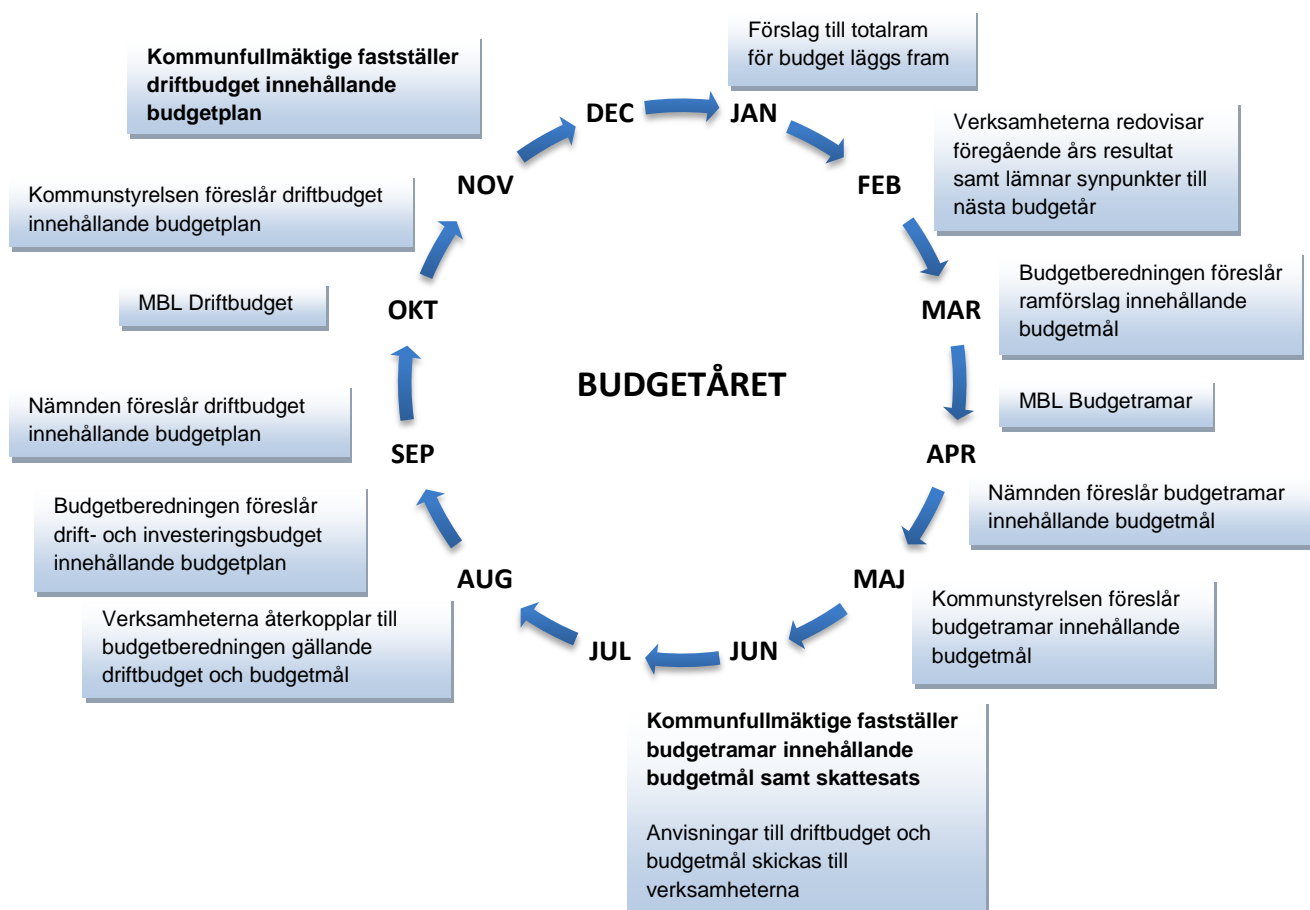 Förslag till totalram
för budget läggs fram
Kommunfullmäktige fastställer
driftbudget innehållande
budgetplan
DEC
JAN
Verksamheterna redovisar
föregående års resultat
samt lämnar synpunkter till
nästa budgetår
NOV
FEB
Kommunstyrelsen föreslår driftbudget
innehållande budgetplan
Budgetberedningen föreslår
ramförslag innehållande
budgetmål
MBL Driftbudget
OKT
MAR
BUDGETÅRET
MBL Budgetramar
Nämnden föreslår driftbudget
innehållande budgetplan
SEP
APR
Nämnden föreslår budgetramar
innehållande budgetmål
Budgetberedningen föreslår
drift- och investeringsbudget
innehållande budgetplan
AUG
MAJ
Kommunstyrelsen föreslår
budgetramar innehållande
budgetmål
Verksamheterna återkopplar till
budgetberedningen gällande
driftbudget och budgetmål
JUL
JUN
Kommunfullmäktige fastställer
budgetramar innehållande
budgetmål samt skattesats
Anvisningar till driftbudget och
budgetmål skickas till
verksamheterna